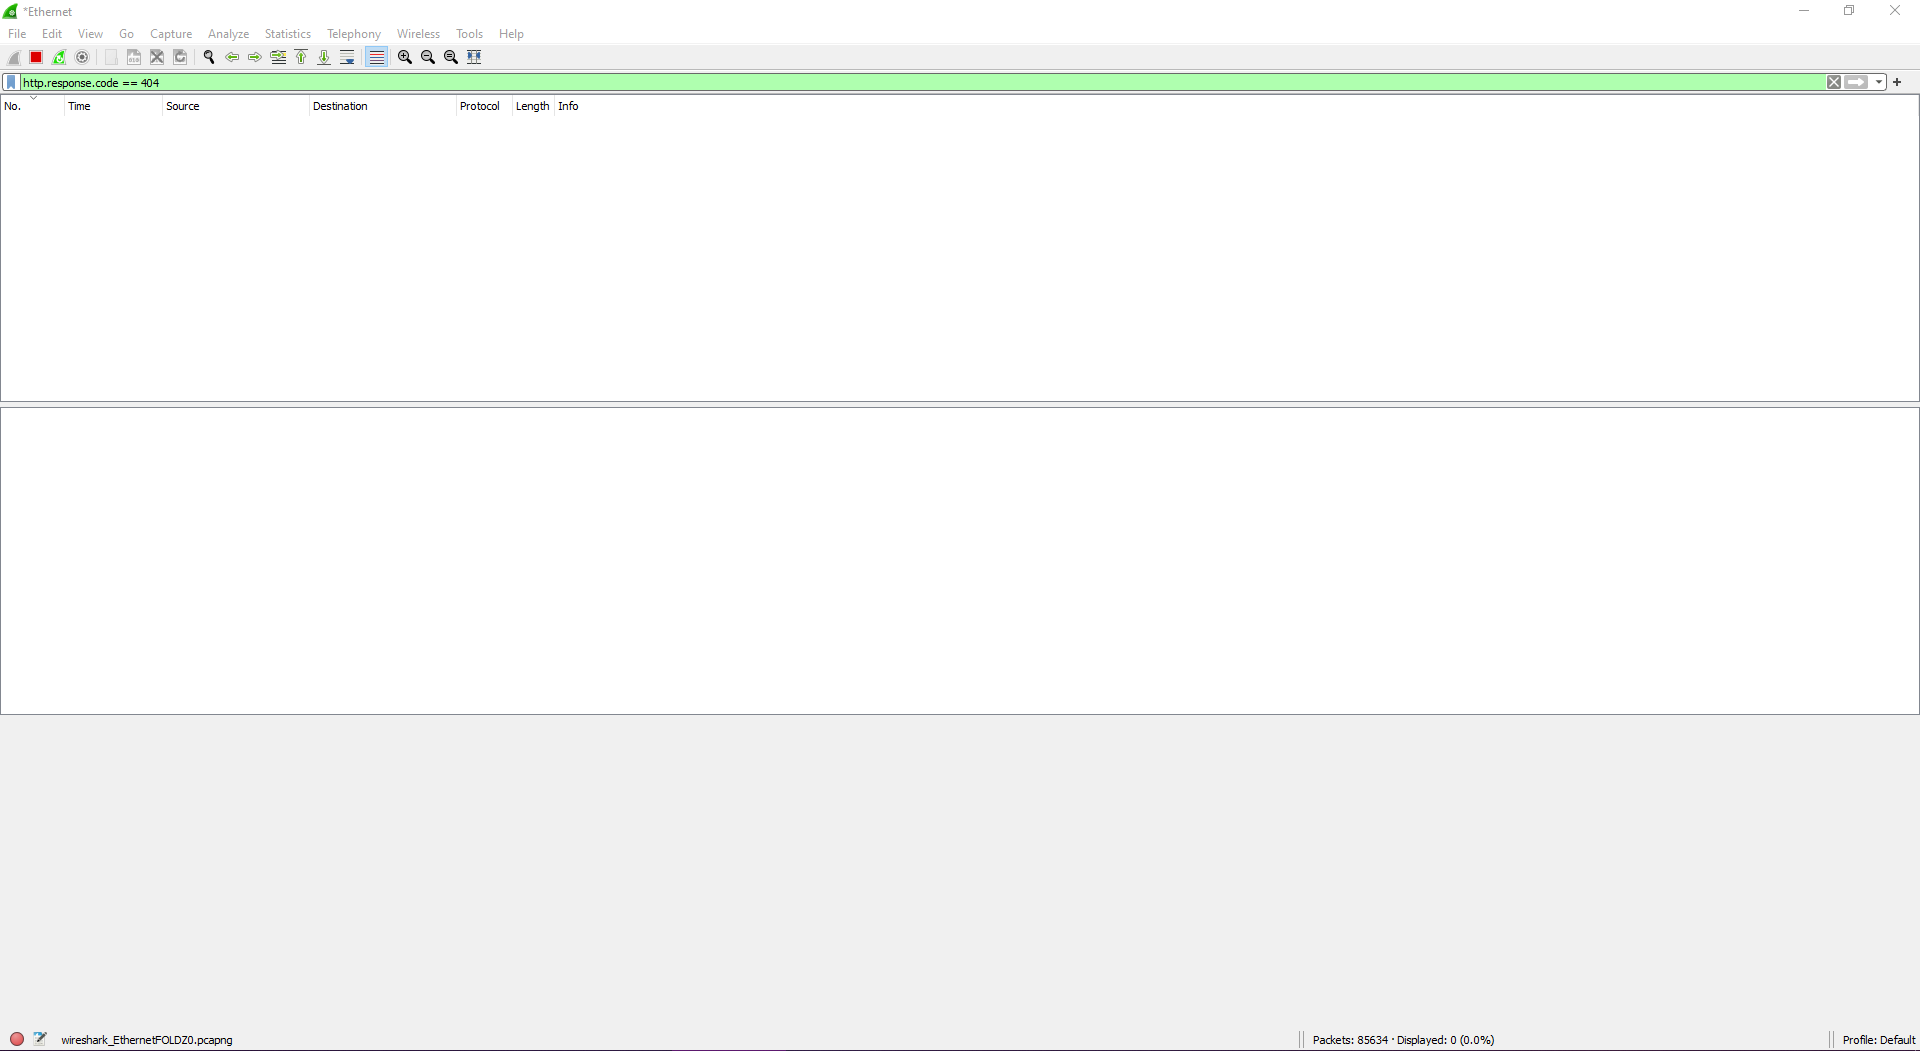 *Ethernet
File Edit View Go Capture Analyze Statistics Telephony Wireless Tools Help
http.response.code == 404
No. Time Source Destination Protocol Length Info
wireshark_EthernetFOLDZ0.pcapng Packets: 85634 · Displayed: 0 (0.0%) Profile: Default